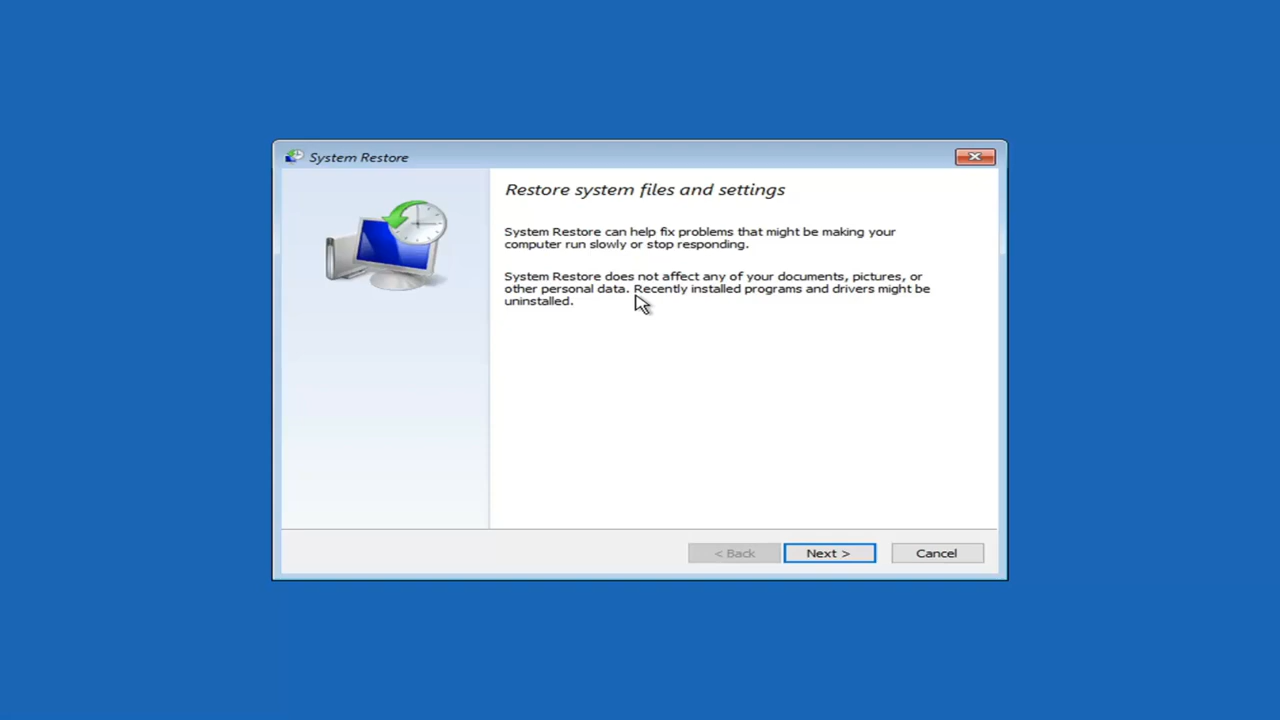 System Restore
Restore system files and settings
System Restore can help fix problems that might be making your
computer run slowly or stop responding.
System Restore does not affect any of your documents, pictures, or
other personal data. Recently installed programs and drivers might be
uninstalled.
< Back
Next >
Cancel